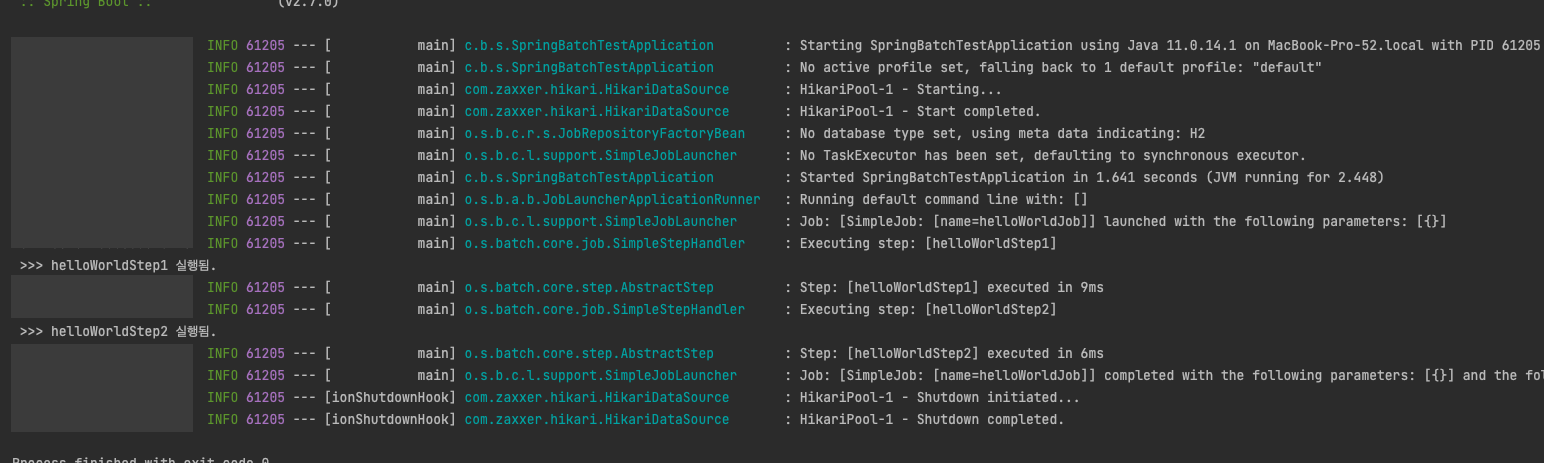 :: Spring Boot :: (v2.7.0)
INFO 61205 --- [ main] c.b.s.SpringBatchTestApplication : Starting SpringBatchTestApplication using Java 11.0.14.1 on MacBook-Pro-52.local with PID 61205
INFO 61205 --- [ main] c.b.s.SpringBatchTestApplication : No active profile set, falling back to 1 default profile: "default"
INFO 61205 --- [ main] com.zaxxer.hikari.HikariDataSource : HikariPool-1 - Starting...
INFO 61205 --- [ main] com.zaxxer.hikari.HikariDataSource : HikariPool-1 - Start completed.
INFO 61205 --- [ main] o.s.b.c.r.s.JobRepositoryFactoryBean : No database type set, using meta data indicating: H2
INFO 61205 --- [ main] o.s.b.c.l.support.SimpleJobLauncher : No TaskExecutor has been set, defaulting to synchronous executor.
INFO 61205 --- [ main] c.b.s.SpringBatchTestApplication : Started SpringBatchTestApplication in 1.641 seconds (JVM running for 2.448)
INFO 61205 --- [ main] o.s.b.a.b.JobLauncherApplicationRunner : Running default command line with: []
INFO 61205 --- [ main] o.s.b.c.l.support.SimpleJobLauncher : Job: [SimpleJob: [name=helloWorldJob]] launched with the following parameters: [{}]
INFO 61205 --- [ main] o.s.batch.core.job.SimpleStepHandler : Executing step: [helloWorldStep1]
>>> helloWorldStep1 실행됨.
INFO 61205 --- [ main] o.s.batch.core.step.AbstractStep : Step: [helloWorldStep1] executed in 9ms
INFO 61205 --- [ main] o.s.batch.core.job.SimpleStepHandler : Executing step: [helloWorldStep2]
>>> helloWorldStep2 실행됨.
INFO 61205 --- [ main] o.s.batch.core.step.AbstractStep : Step: [helloWorldStep2] executed in 6ms
INFO 61205 --- [ main] o.s.b.c.l.support.SimpleJobLauncher : Job: [SimpleJob: [name=helloWorldJob]] completed with the following parameters: [{}] and the fol
INFO 61205 --- [ionShutdownHook] com.zaxxer.hikari.HikariDataSource : HikariPool-1 - Shutdown initiated...
INFO 61205 --- [ionShutdownHook] com.zaxxer.hikari.HikariDataSource : HikariPool-1 - Shutdown completed.
Process finished with exit code 0